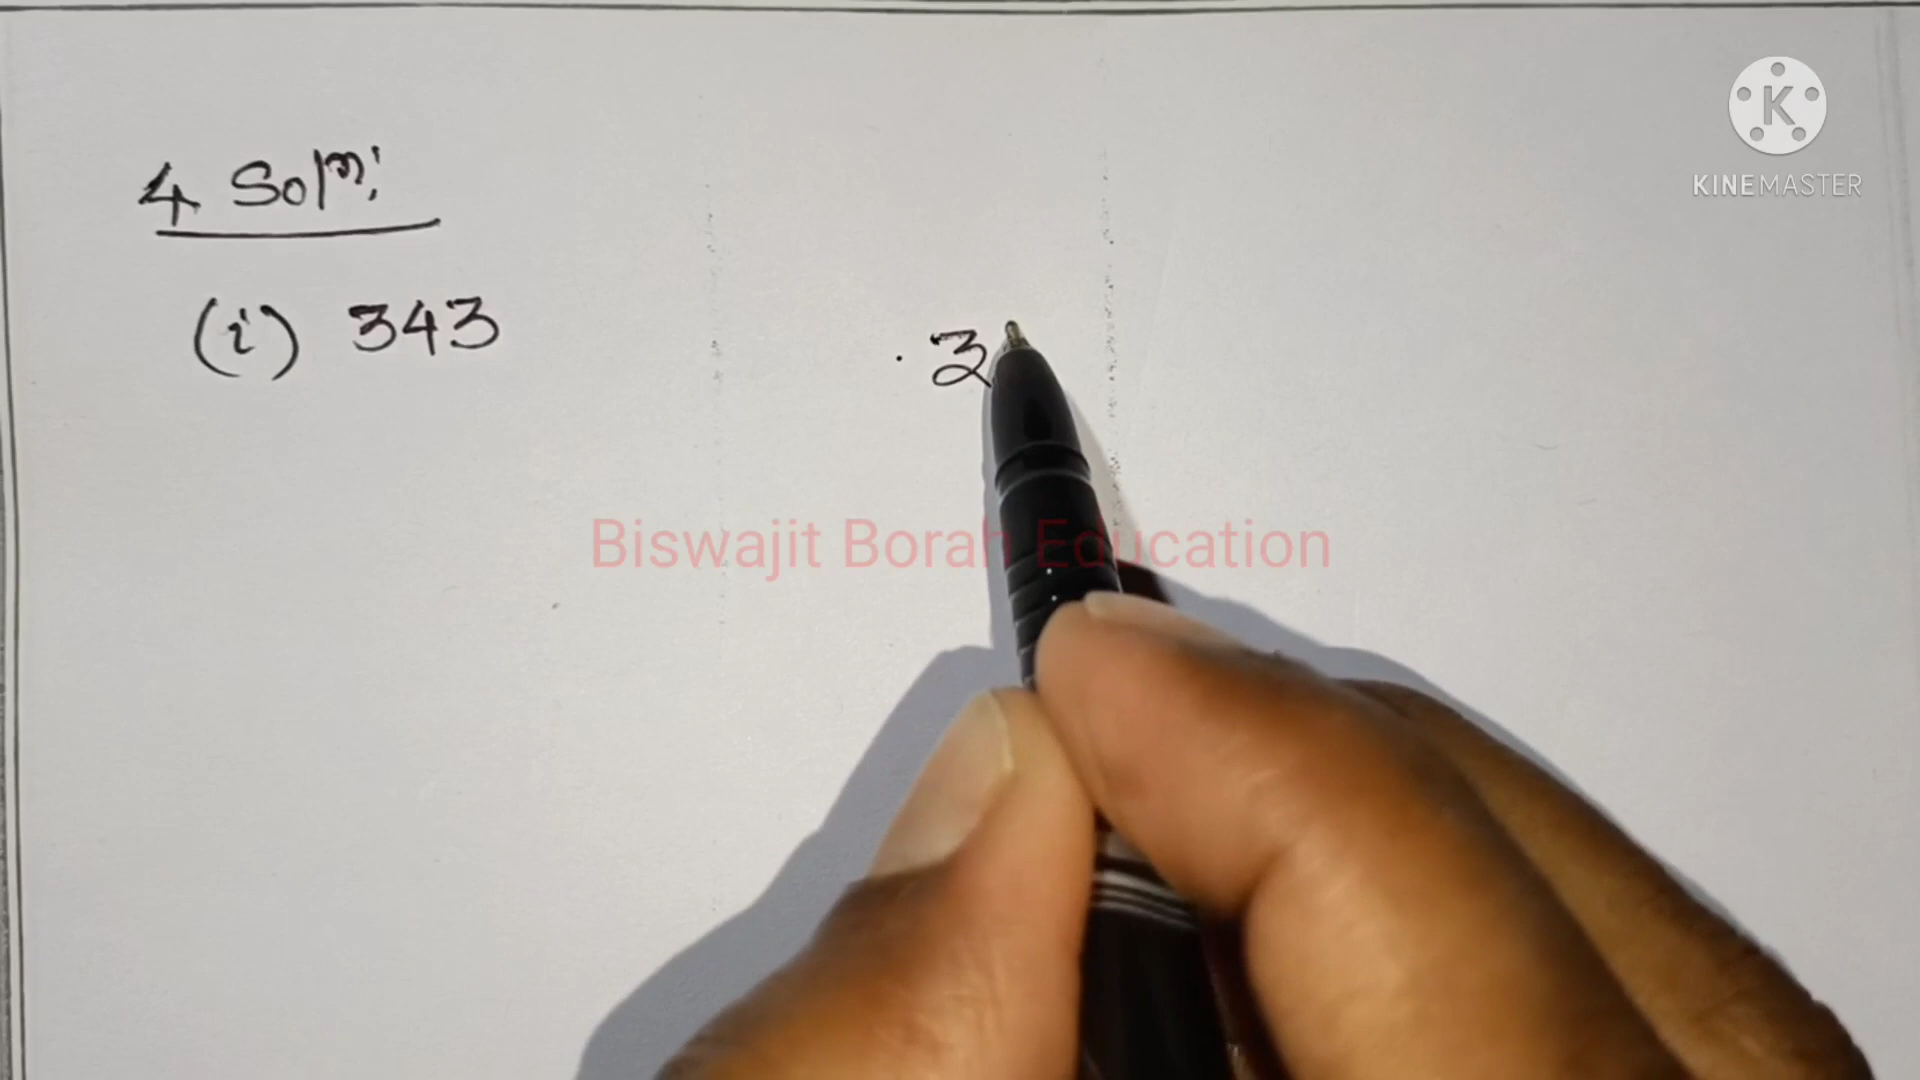 KINEMASTER
4 Solⁿ:
(i) 343
3
Biswajit Borah Education